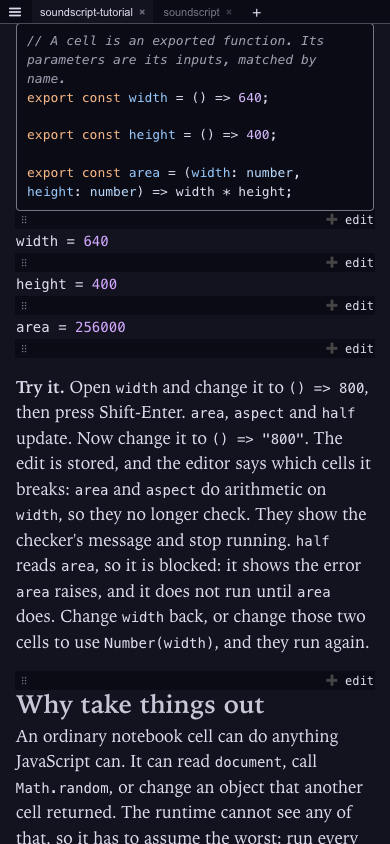 soundscript-tutorial × soundscript × +
// A cell is an exported function. Its
parameters are its inputs, matched by
name.
export const width = () => 640;
export const height = () => 400;
export const area = (width: number,
height: number) => width * height;
+ edit
width = 640
+ edit
height = 400
+ edit
area = 256000
+ edit
Try it. Open width and change it to () => 800,
then press Shift-Enter. area, aspect and half
update. Now change it to () => "800". The
edit is stored, and the editor says which cells it
breaks: area and aspect do arithmetic on
width, so they no longer check. They show the
checker's message and stop running. half
reads area, so it is blocked: it shows the error
area raises, and it does not run until area
does. Change width back, or change those two
cells to use Number(width), and they run again.
+ edit
Why take things out
An ordinary notebook cell can do anything
JavaScript can. It can read document, call
Math.random, or change an object that another
cell returned. The runtime cannot see any of
that, so it has to assume the worst: run every